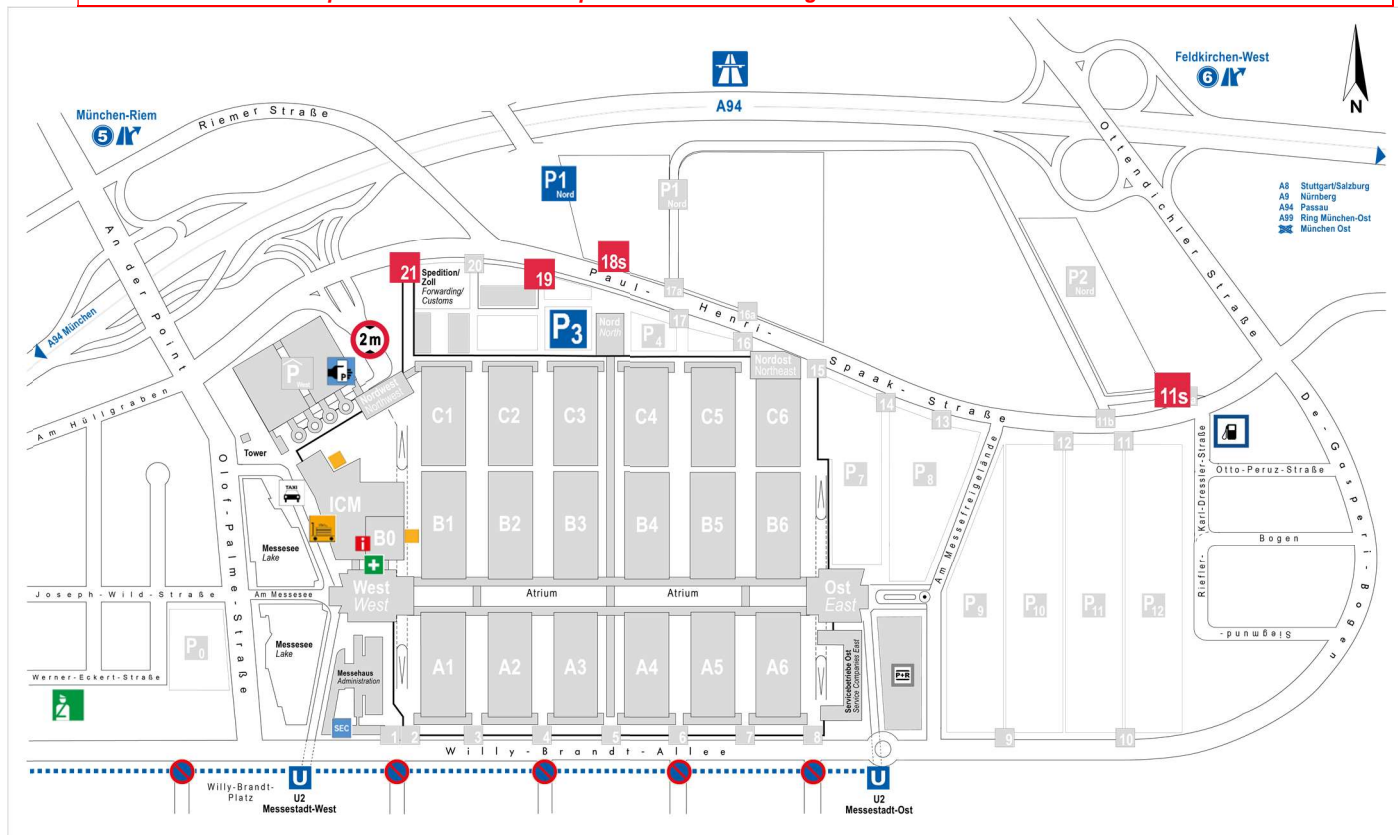 Feldkirchen-West
6
A94
N
München-Riem
5
Riemer Straße
Ottendichler Straße
A8 Stuttgart/Salzburg
A9 Nürnberg
A94 Passau
A99 Ring München-Ost
München Ost
P1
Nord
P1
Nord
An der Point
A94 München
21
Spedition/
Zoll
Forwarding/
Customs
20
19
18s
Paul-Henri-Spaak-Straße
17a
P2
Nord
16a
17
16
15
P3
Nord
North
P4
2m
P
West
Nordwest
Nordost
Northeast
14
13
11s
11b
12
11
Am Hüllgraben
Tower
C1
C2
C3
C4
C5
C6
P7
P8
Am Messefreigelände
Riefler-
Karl-Dressler-Straße
Otto-Peruz-Straße
De-Gasperi-Bogen
Olof-Palme-Straße
TAXI
ICM
B0
i
B1
B2
B3
B4
B5
B6
Messesee
Lake
Bogen
Joseph-Wild-Straße
Am Messesee
West
West
Atrium
Atrium
Ost
East
P9
P10
P11
P12
Siegmund-
P0
Messesee
Lake
Messehaus
Administration
A1
A2
A3
A4
A5
A6
Servicebetriebe Ost
Service Companies East
P+R
Werner-Eckert-Straße
SEC
1
2
3
4
5
6
7
8
9
10
Willy-Brandt-Allee
Willy-Brandt-
Platz
U
U2
Messestadt-West
U
U2
Messestadt-Ost